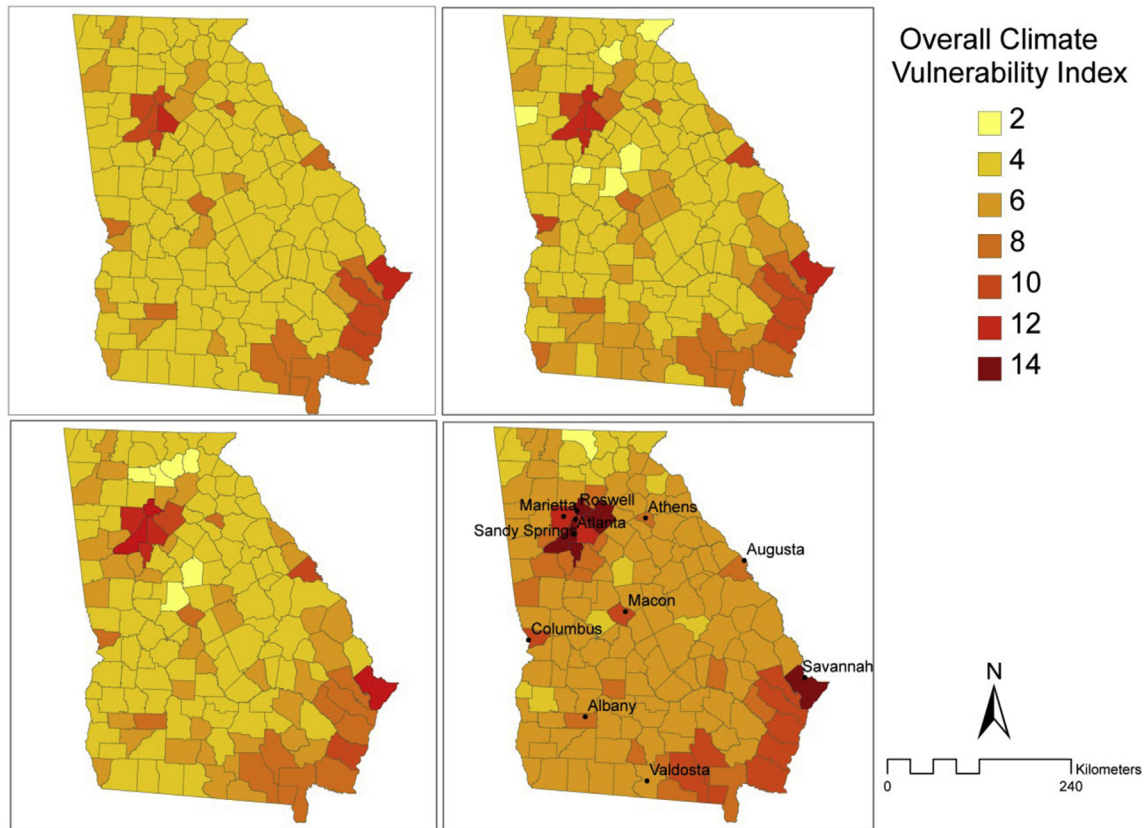 Overall Climate
Vulnerability Index
2
4
6
8
10
12
14
Roswell
Marietta
Athens
Atlanta
Sandy Springs
Augusta
Macon
Columbus
Savannah
Albany
Valdosta
N
Kilometers
0 240